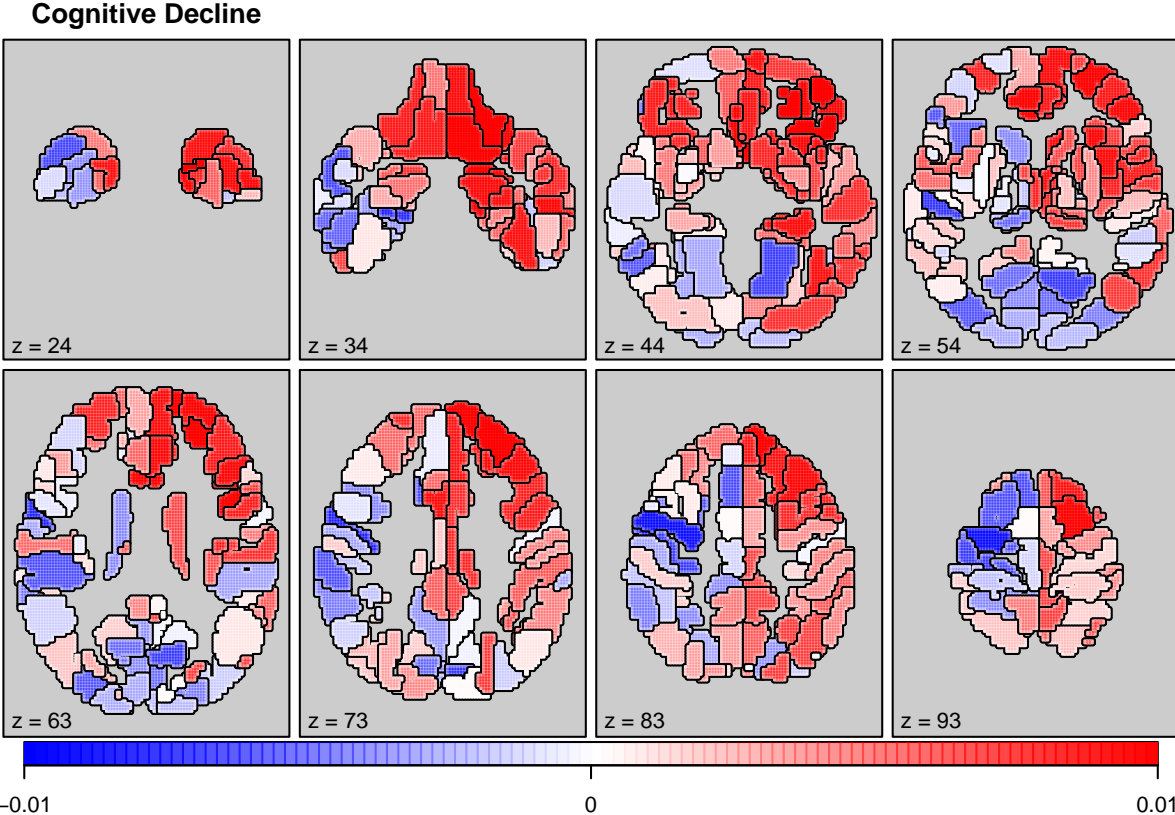 Cognitive Decline
z = 24
z = 34
z = 44
z = 54
z = 63
z = 73
z = 83
z = 93
−0.01
0
0.01